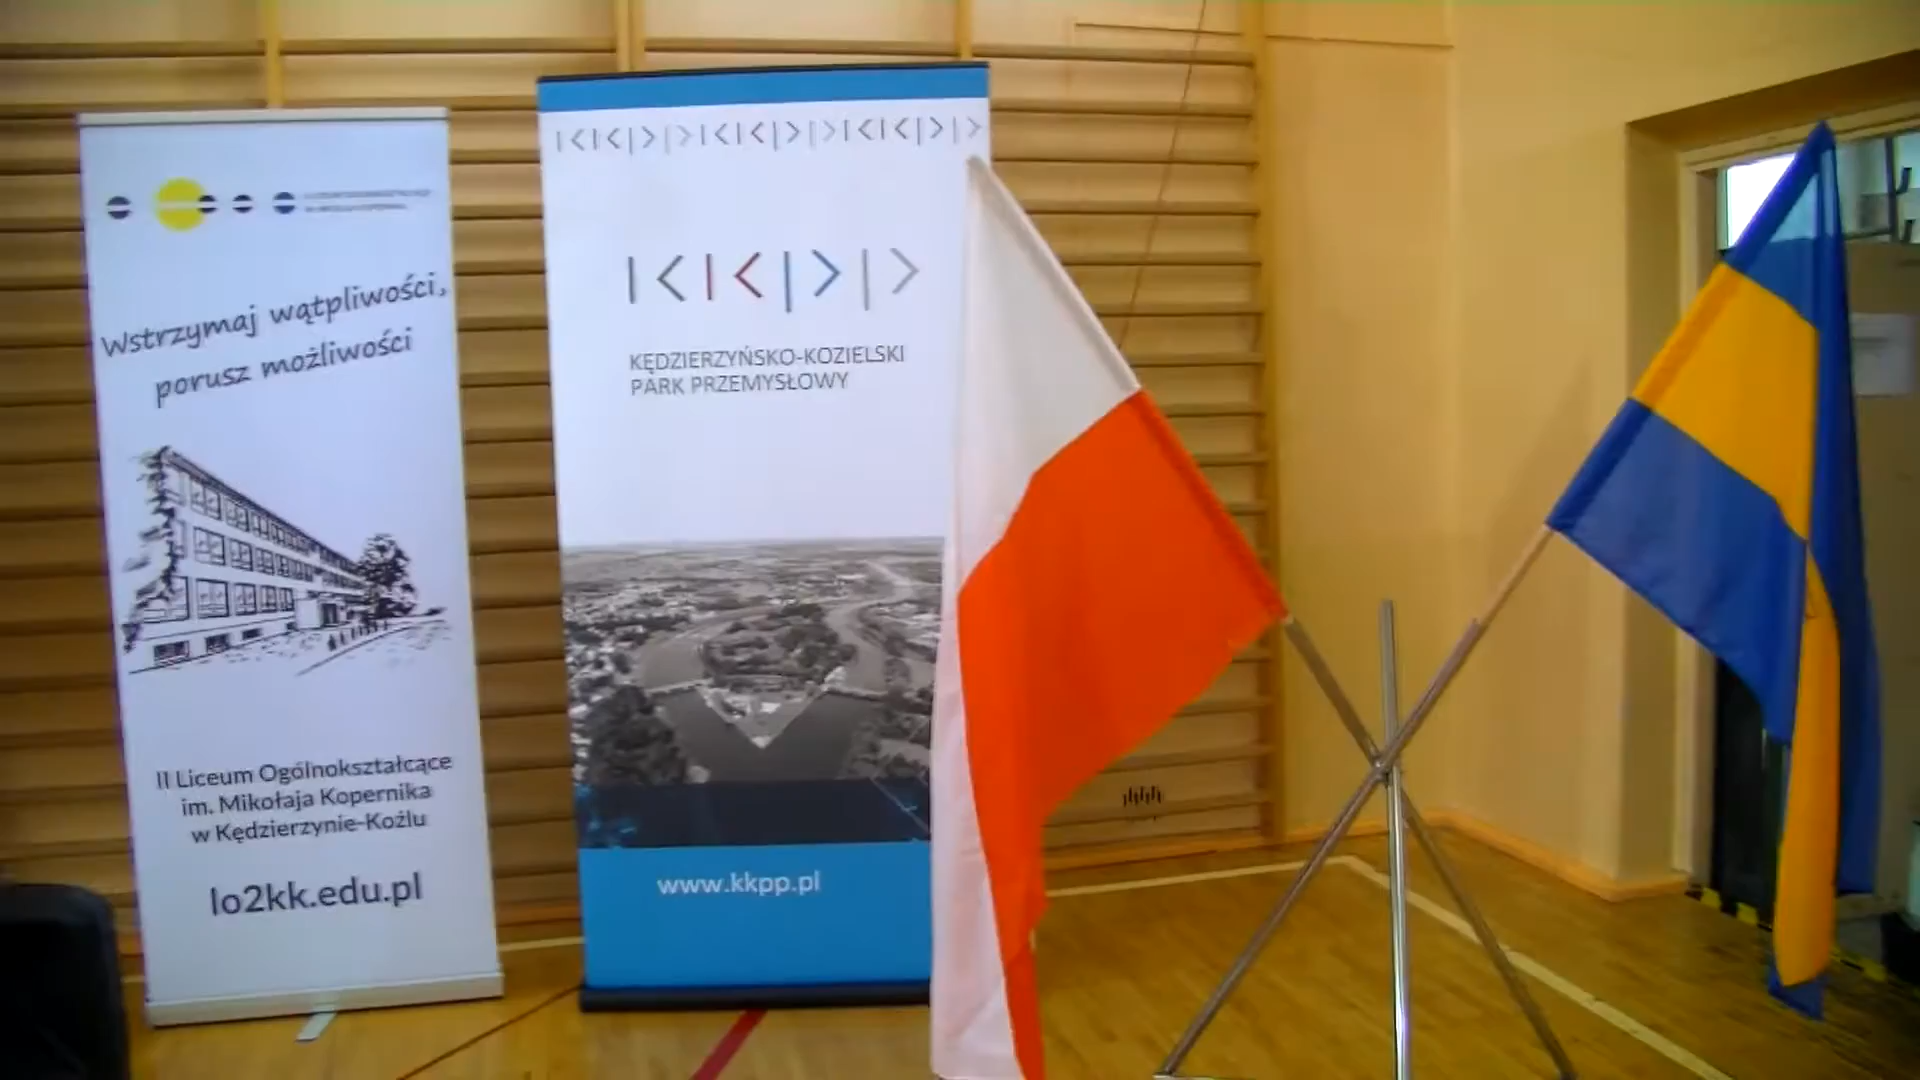 Wstrzymaj wątpliwości,
porusz możliwości
II Liceum Ogólnokształcące
im. Mikołaja Kopernika
w Kędzierzynie-Koźlu
lo2kk.edu.pl
KĘDZIERZYŃSKO-KOZIELSKI
PARK PRZEMYSŁOWY
www.kkpp.pl